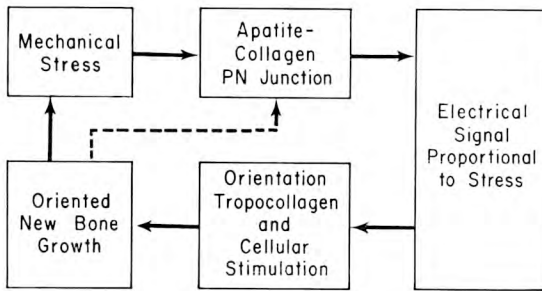 Mechanical
Stress
Apatite-
Collagen
PN Junction
Electrical
Signal
Proportional
to Stress
Orientation
Tropocollagen
and
Cellular
Stimulation
Oriented
New Bone
Growth